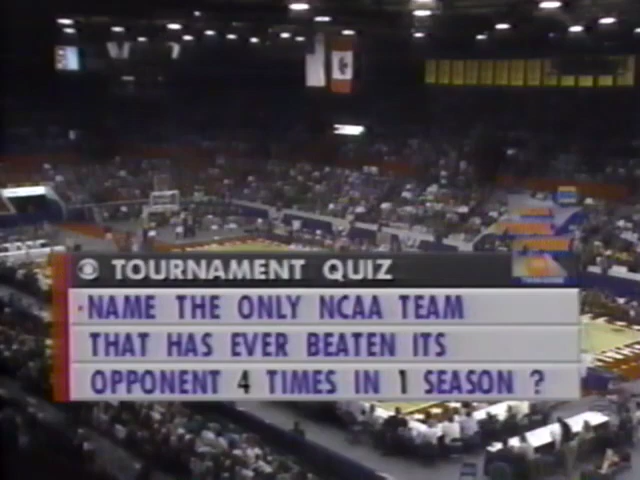 TOURNAMENT QUIZ
NAME THE ONLY NCAA TEAM
THAT HAS EVER BEATEN ITS
OPPONENT 4 TIMES IN 1 SEASON ?